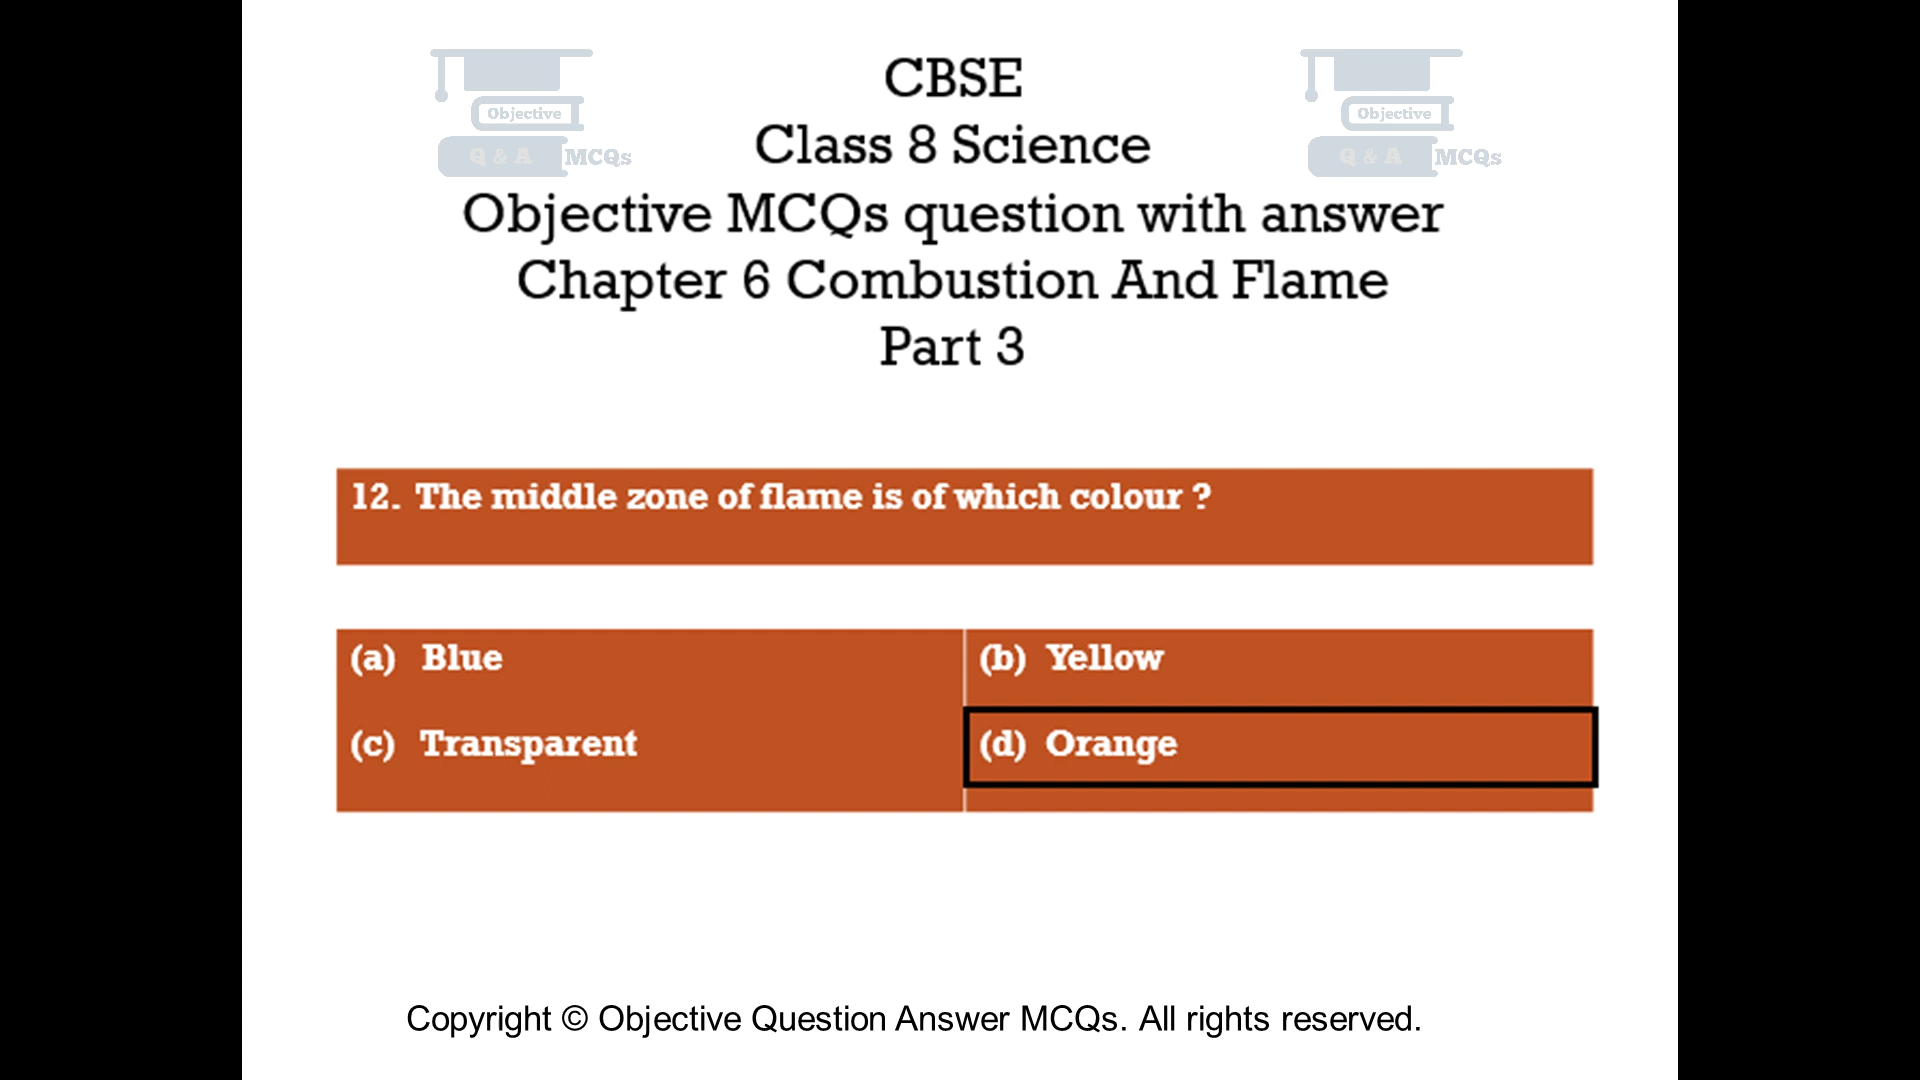 CBSE
Class 8 Science
Objective MCQs question with answer
Chapter 6 Combustion And Flame
Part 3
Objective
Q & A MCQs
Objective
Q & A MCQs
12. The middle zone of flame is of which colour ?
(a) Blue
(b) Yellow
(c) Transparent
(d) Orange
Copyright © Objective Question Answer MCQs. All rights reserved.